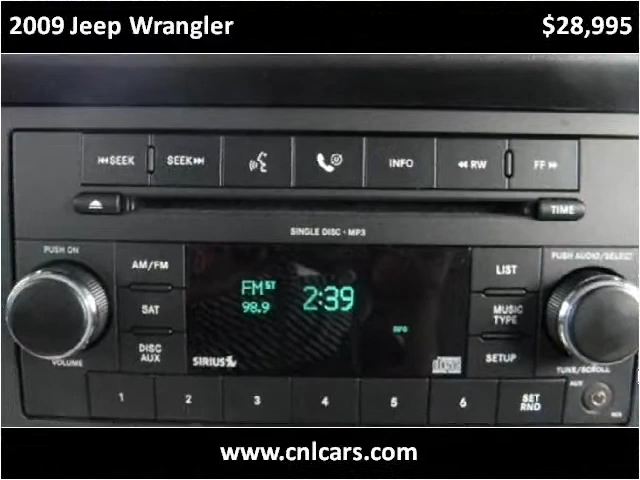 2009 Jeep Wrangler $28,995
SEEK SEEK INFO RW FF
TIME
SINGLE DISC • MP3
PUSH ON
PUSH AUDIO/SELECT
AM/FM
LIST
FM ST 2:39
98.9
SAT
MUSIC
TYPE
DISC
AUX
SETUP
SIRIUS
disc
VOLUME
TUNE/SCROLL
1 2 3 4 5 6 SET
RND
AUX
www.cnlcars.com